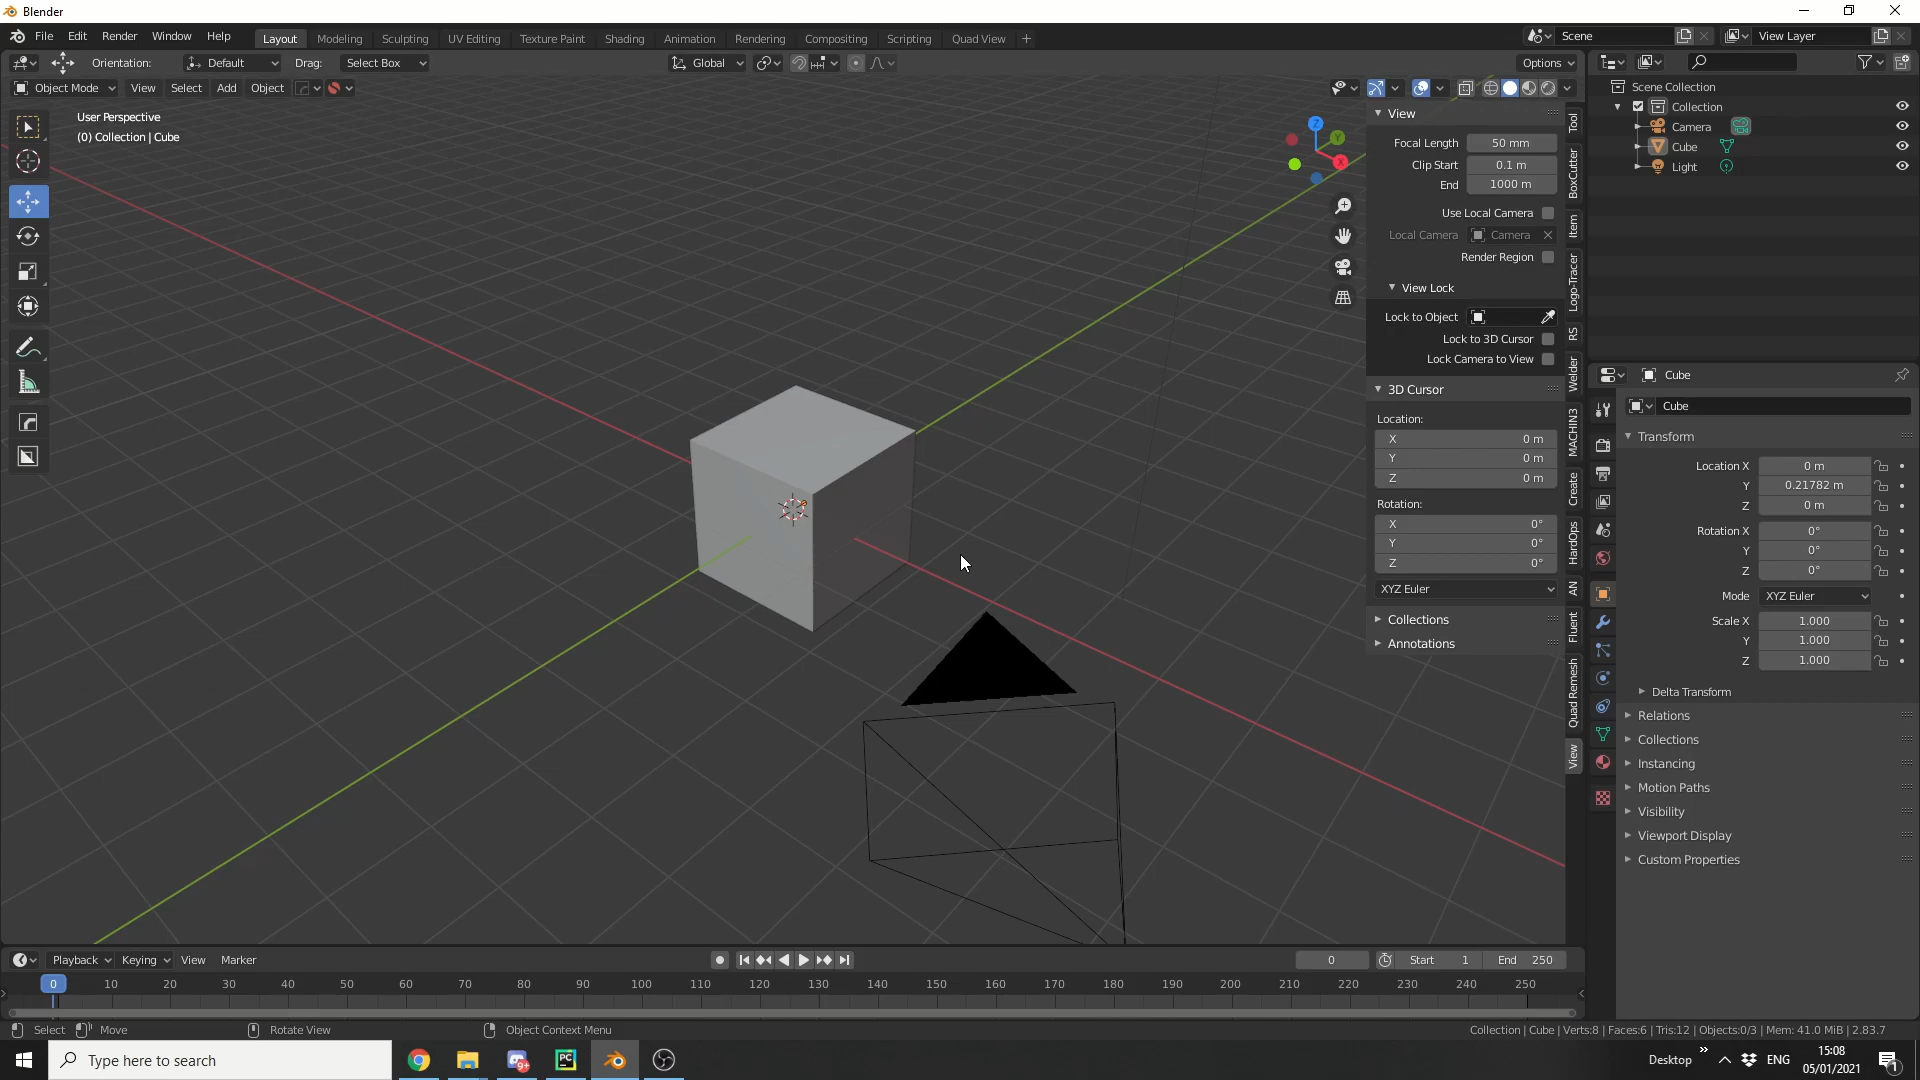 Blender
File Edit Render Window Help Layout Modeling Sculpting UV Editing Texture Paint Shading Animation Rendering Compositing Scripting Quad View + Scene View Layer
Orientation: Default Drag: Select Box Global Options
Object Mode View Select Add Object
User Perspective
(0) Collection | Cube
Z
Y
X
View
Focal Length 50 mm
Clip Start 0.1 m
End 1000 m
Use Local Camera
Local Camera Camera
Render Region
View Lock
Lock to Object
Lock to 3D Cursor
Lock Camera to View
3D Cursor
Location:
X 0 m
Y 0 m
Z 0 m
Rotation:
X 0°
Y 0°
Z 0°
XYZ Euler
Collections
Annotations
Tool
BoxCutter
Item
Logo-Tracer
RS
Welder
MACHIN3
Create
HardOps
AN
Fluent
Quad Remesh
View
Scene Collection
Collection
Camera
Cube
Light
Cube
Cube
Transform
Location X 0 m
Y 0.21782 m
Z 0 m
Rotation X 0°
Y 0°
Z 0°
Mode XYZ Euler
Scale X 1.000
Y 1.000
Z 1.000
Delta Transform
Relations
Collections
Instancing
Motion Paths
Visibility
Viewport Display
Custom Properties
Playback Keying View Marker 0 Start 1 End 250
0 10 20 30 40 50 60 70 80 90 100 110 120 130 140 150 160 170 180 190 200 210 220 230 240 250
Select Move Rotate View Object Context Menu Collection | Cube | Verts:8 | Faces:6 | Tris:12 | Objects:0/3 | Mem: 41.0 MiB | 2.83.7
Type here to search 9+ PC Desktop » ENG 15:08
05/01/2021 1